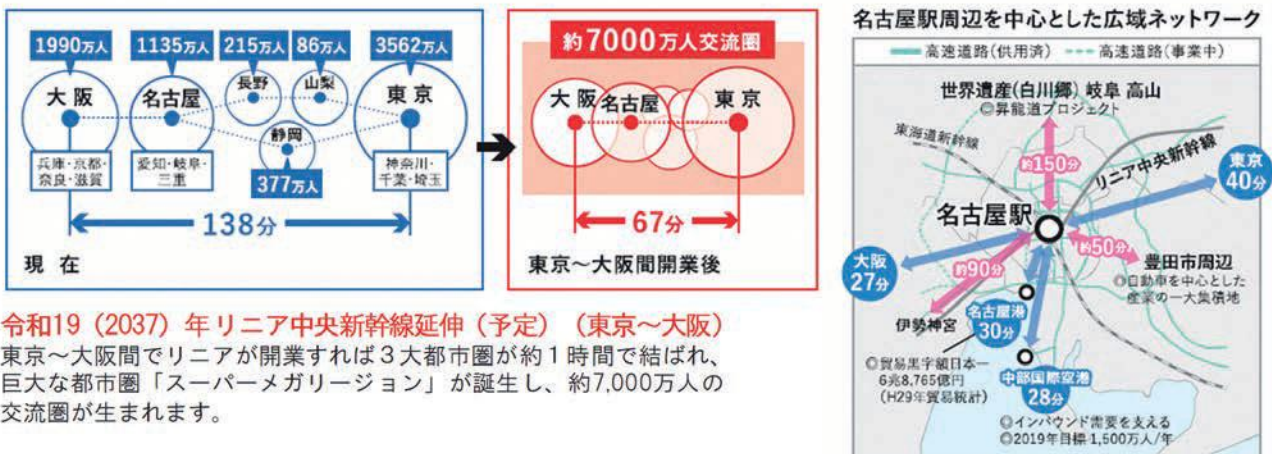 1990万人
1135万人
215万人
86万人
3562万人
大阪
名古屋
長野
山梨
東京
静岡
兵庫・京都・
奈良・滋賀
愛知・岐阜・
三重
377万人
神奈川・
千葉・埼玉
138分
現在
約7000万人交流圏
大阪
名古屋
東京
67分
東京～大阪間開業後
令和19（2037）年リニア中央新幹線延伸（予定）（東京～大阪）
東京～大阪間でリニアが開業すれば３大都市圏が約１時間で結ばれ、
巨大な都市圏「スーパーメガリージョン」が誕生し、約7,000万人の
交流圏が生まれます。
名古屋駅周辺を中心とした広域ネットワーク
高速道路(供用済)
高速道路(事業中)
世界遺産(白川郷) 岐阜 高山
◎昇龍道プロジェクト
東海道新幹線
約150分
リニア中央新幹線
東京
40分
名古屋駅
約50分
大阪
27分
約90分
豊田市周辺
◎自動車を中心とした
産業の一大集積地
伊勢神宮
名古屋港
30分
◎貿易黒字額日本一
6兆8,765億円
(H29年貿易統計)
中部国際空港
28分
◎インバウンド需要を支える
◎2019年目標1,500万人/年